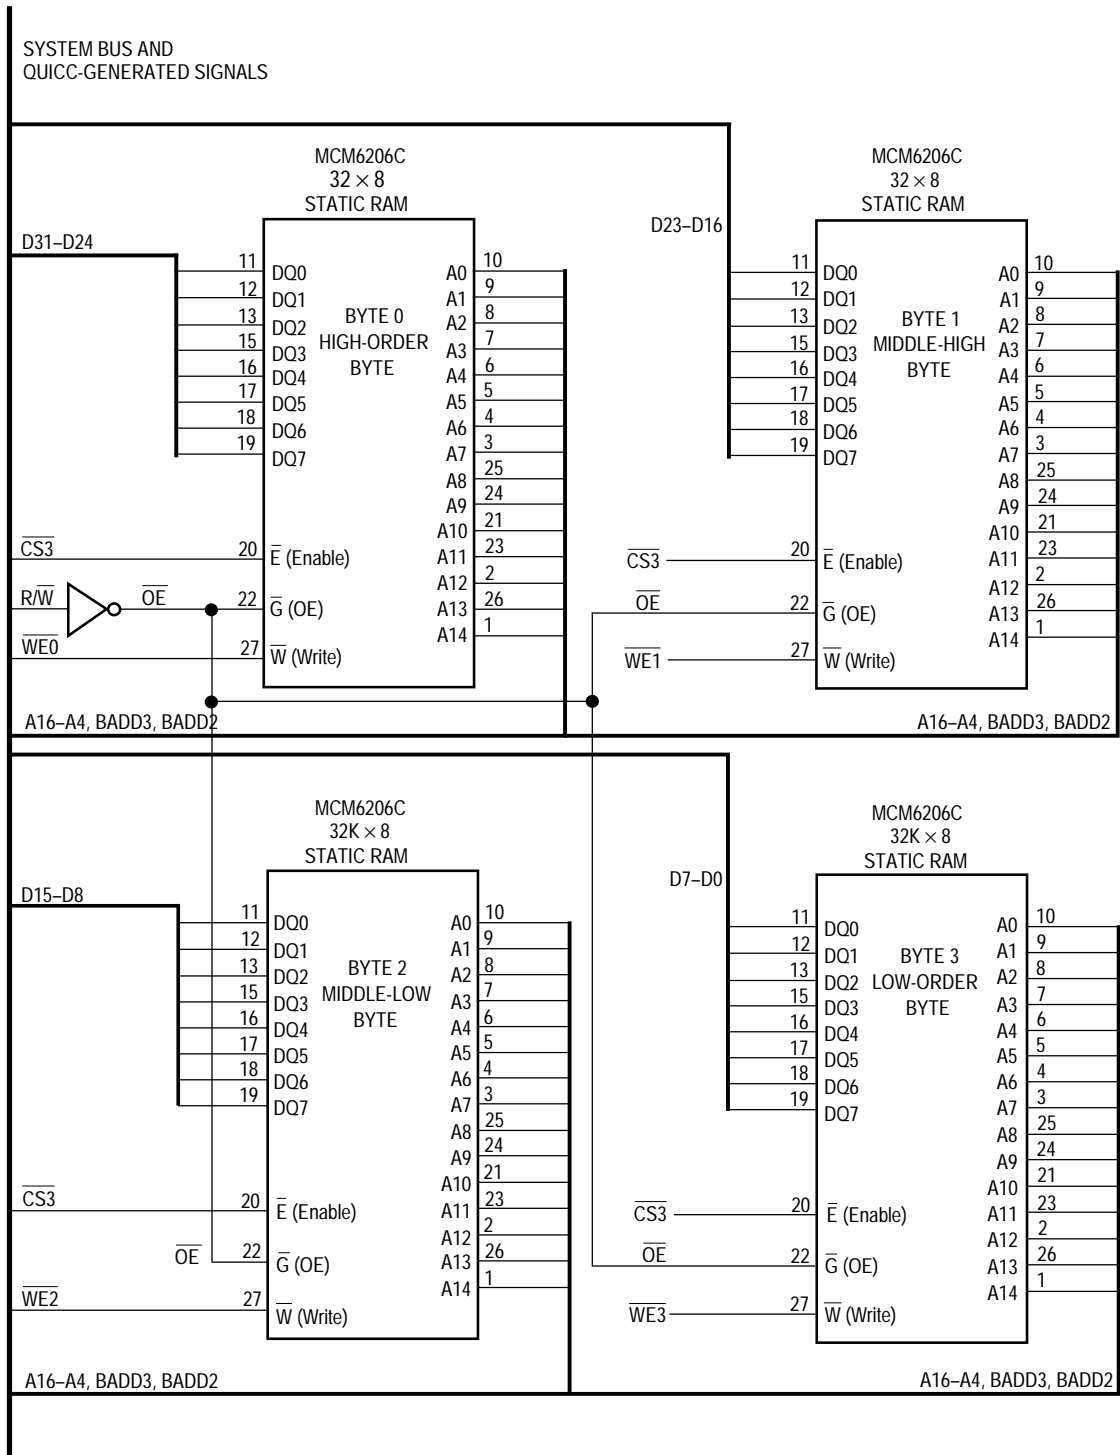 SYSTEM BUS AND
QUICC-GENERATED SIGNALS
MCM6206C
32 × 8
STATIC RAM
D31–D24
11 DQ0
12 DQ1
13 DQ2
15 DQ3
16 DQ4
17 DQ5
18 DQ6
19 DQ7
BYTE 0
HIGH-ORDER
BYTE
A0 10
A1 9
A2 8
A3 7
A4 6
A5 5
A6 4
A7 3
A8 25
A9 24
A10 21
A11 23
A12 2
A13 26
A14 1
C̅S̅3̅ 20 E̅ (Enable)
R/W̅ O̅E̅ 22 G̅ (OE)
W̅E̅0̅ 27 W̅ (Write)
A16–A4, BADD3, BADD2
MCM6206C
32 × 8
STATIC RAM
D23–D16
11 DQ0
12 DQ1
13 DQ2
15 DQ3
16 DQ4
17 DQ5
18 DQ6
19 DQ7
BYTE 1
MIDDLE-HIGH
BYTE
A0 10
A1 9
A2 8
A3 7
A4 6
A5 5
A6 4
A7 3
A8 25
A9 24
A10 21
A11 23
A12 2
A13 26
A14 1
C̅S̅3̅ 20 E̅ (Enable)
O̅E̅ 22 G̅ (OE)
W̅E̅1̅ 27 W̅ (Write)
A16–A4, BADD3, BADD2
MCM6206C
32K × 8
STATIC RAM
D15–D8
11 DQ0
12 DQ1
13 DQ2
15 DQ3
16 DQ4
17 DQ5
18 DQ6
19 DQ7
BYTE 2
MIDDLE-LOW
BYTE
A0 10
A1 9
A2 8
A3 7
A4 6
A5 5
A6 4
A7 3
A8 25
A9 24
A10 21
A11 23
A12 2
A13 26
A14 1
C̅S̅3̅ 20 E̅ (Enable)
O̅E̅ 22 G̅ (OE)
W̅E̅2̅ 27 W̅ (Write)
A16–A4, BADD3, BADD2
MCM6206C
32K × 8
STATIC RAM
D7–D0
11 DQ0
12 DQ1
13 DQ2
15 DQ3
16 DQ4
17 DQ5
18 DQ6
19 DQ7
BYTE 3
LOW-ORDER
BYTE
A0 10
A1 9
A2 8
A3 7
A4 6
A5 5
A6 4
A7 3
A8 25
A9 24
A10 21
A11 23
A12 2
A13 26
A14 1
C̅S̅3̅ 20 E̅ (Enable)
O̅E̅ 22 G̅ (OE)
W̅E̅3̅ 27 W̅ (Write)
A16–A4, BADD3, BADD2